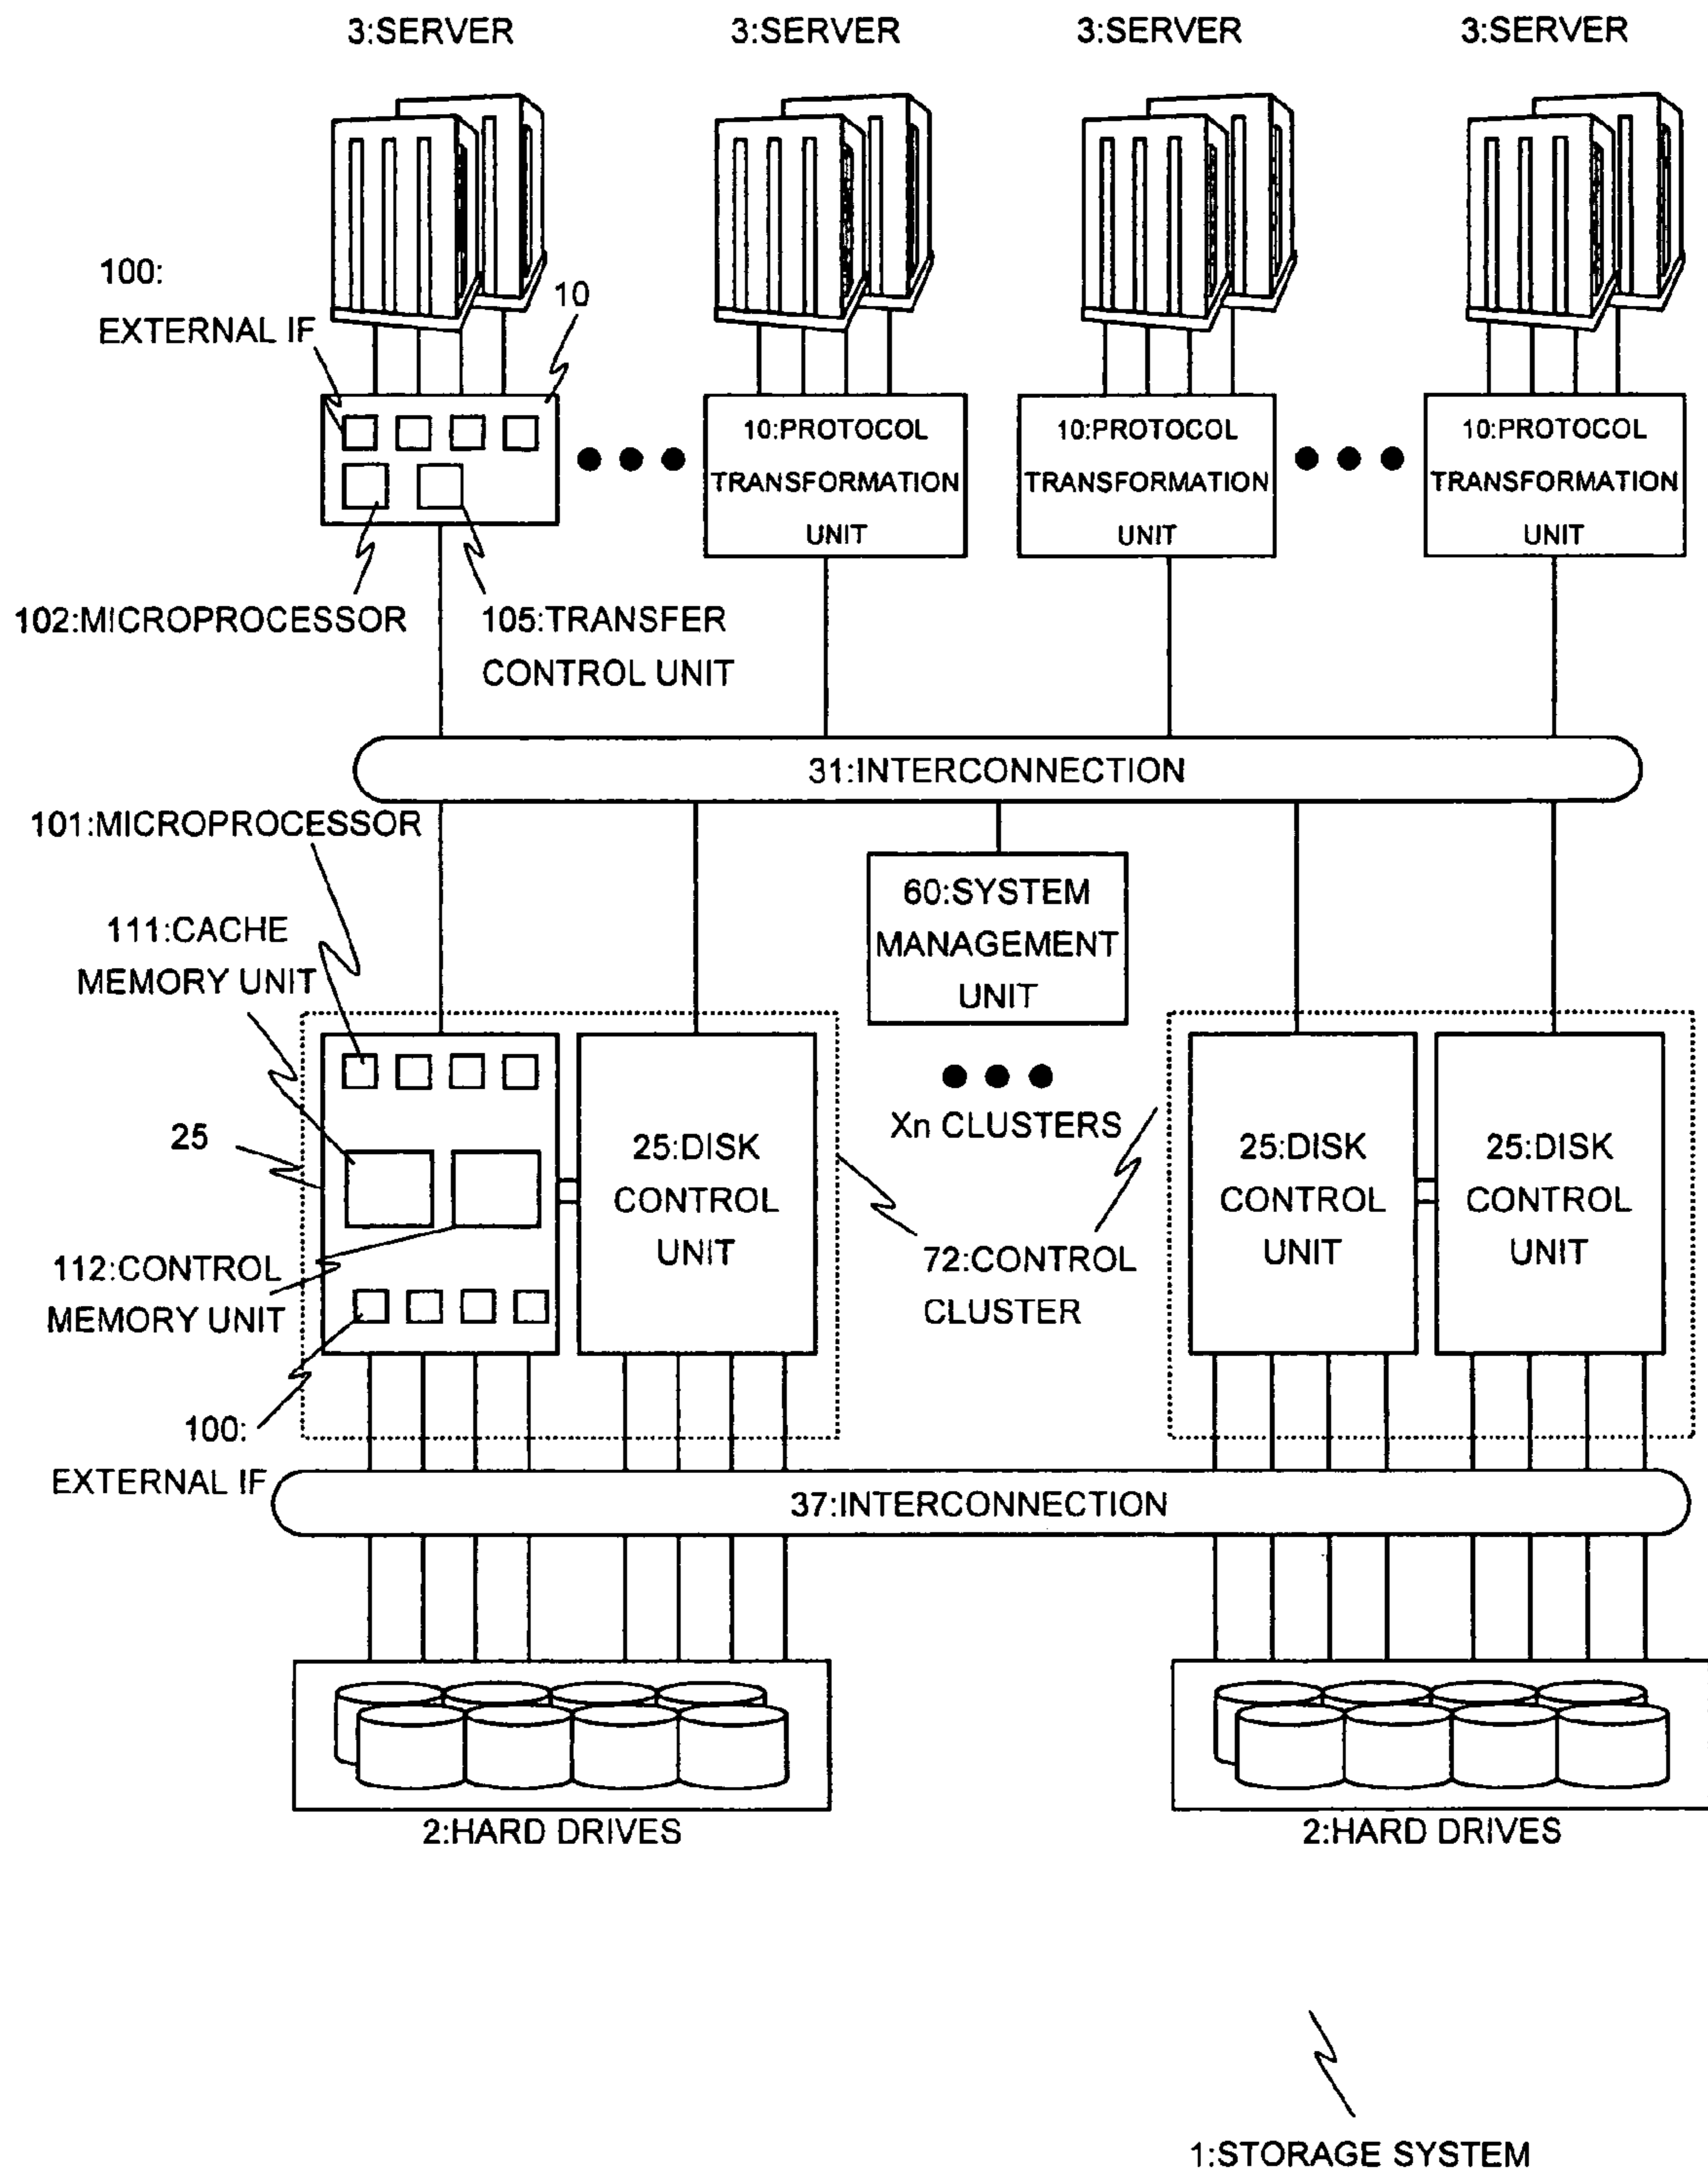 3:SERVER
3:SERVER
3:SERVER
3:SERVER
100:
EXTERNAL IF
10
10:PROTOCOL
TRANSFORMATION
UNIT
10:PROTOCOL
TRANSFORMATION
UNIT
10:PROTOCOL
TRANSFORMATION
UNIT
102:MICROPROCESSOR
105:TRANSFER
CONTROL UNIT
31:INTERCONNECTION
101:MICROPROCESSOR
60:SYSTEM
MANAGEMENT
UNIT
111:CACHE
MEMORY UNIT
Xn CLUSTERS
25
25:DISK
CONTROL
UNIT
25:DISK
CONTROL
UNIT
25:DISK
CONTROL
UNIT
72:CONTROL
CLUSTER
112:CONTROL
MEMORY UNIT
100:
EXTERNAL IF
37:INTERCONNECTION
2:HARD DRIVES
2:HARD DRIVES
1:STORAGE SYSTEM